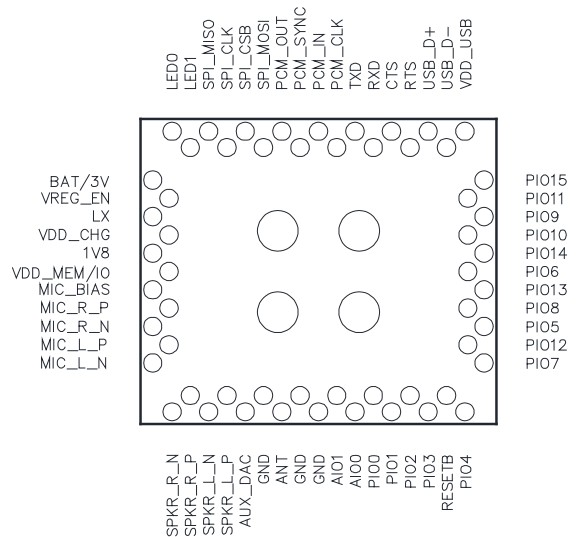 LED0
LED1
SPI_MISO
SPI_CLK
SPI_CSB
SPI_MOSI
PCM_OUT
PCM_SYNC
PCM_IN
PCM_CLK
TXD
RXD
CTS
RTS
USB_D+
USB_D-
VDD_USB
BAT/3V
VREG_EN
LX
VDD_CHG
1V8
VDD_MEM/IO
MIC_BIAS
MIC_R_P
MIC_R_N
MIC_L_P
MIC_L_N
PIO15
PIO11
PIO9
PIO10
PIO14
PIO6
PIO13
PIO8
PIO5
PIO12
PIO7
SPKR_R_N
SPKR_R_P
SPKR_L_N
SPKR_L_P
AUX_DAC
GND
ANT
GND
GND
AIO1
AIO0
PIO0
PIO1
PIO2
PIO3
RESETB
PIO4